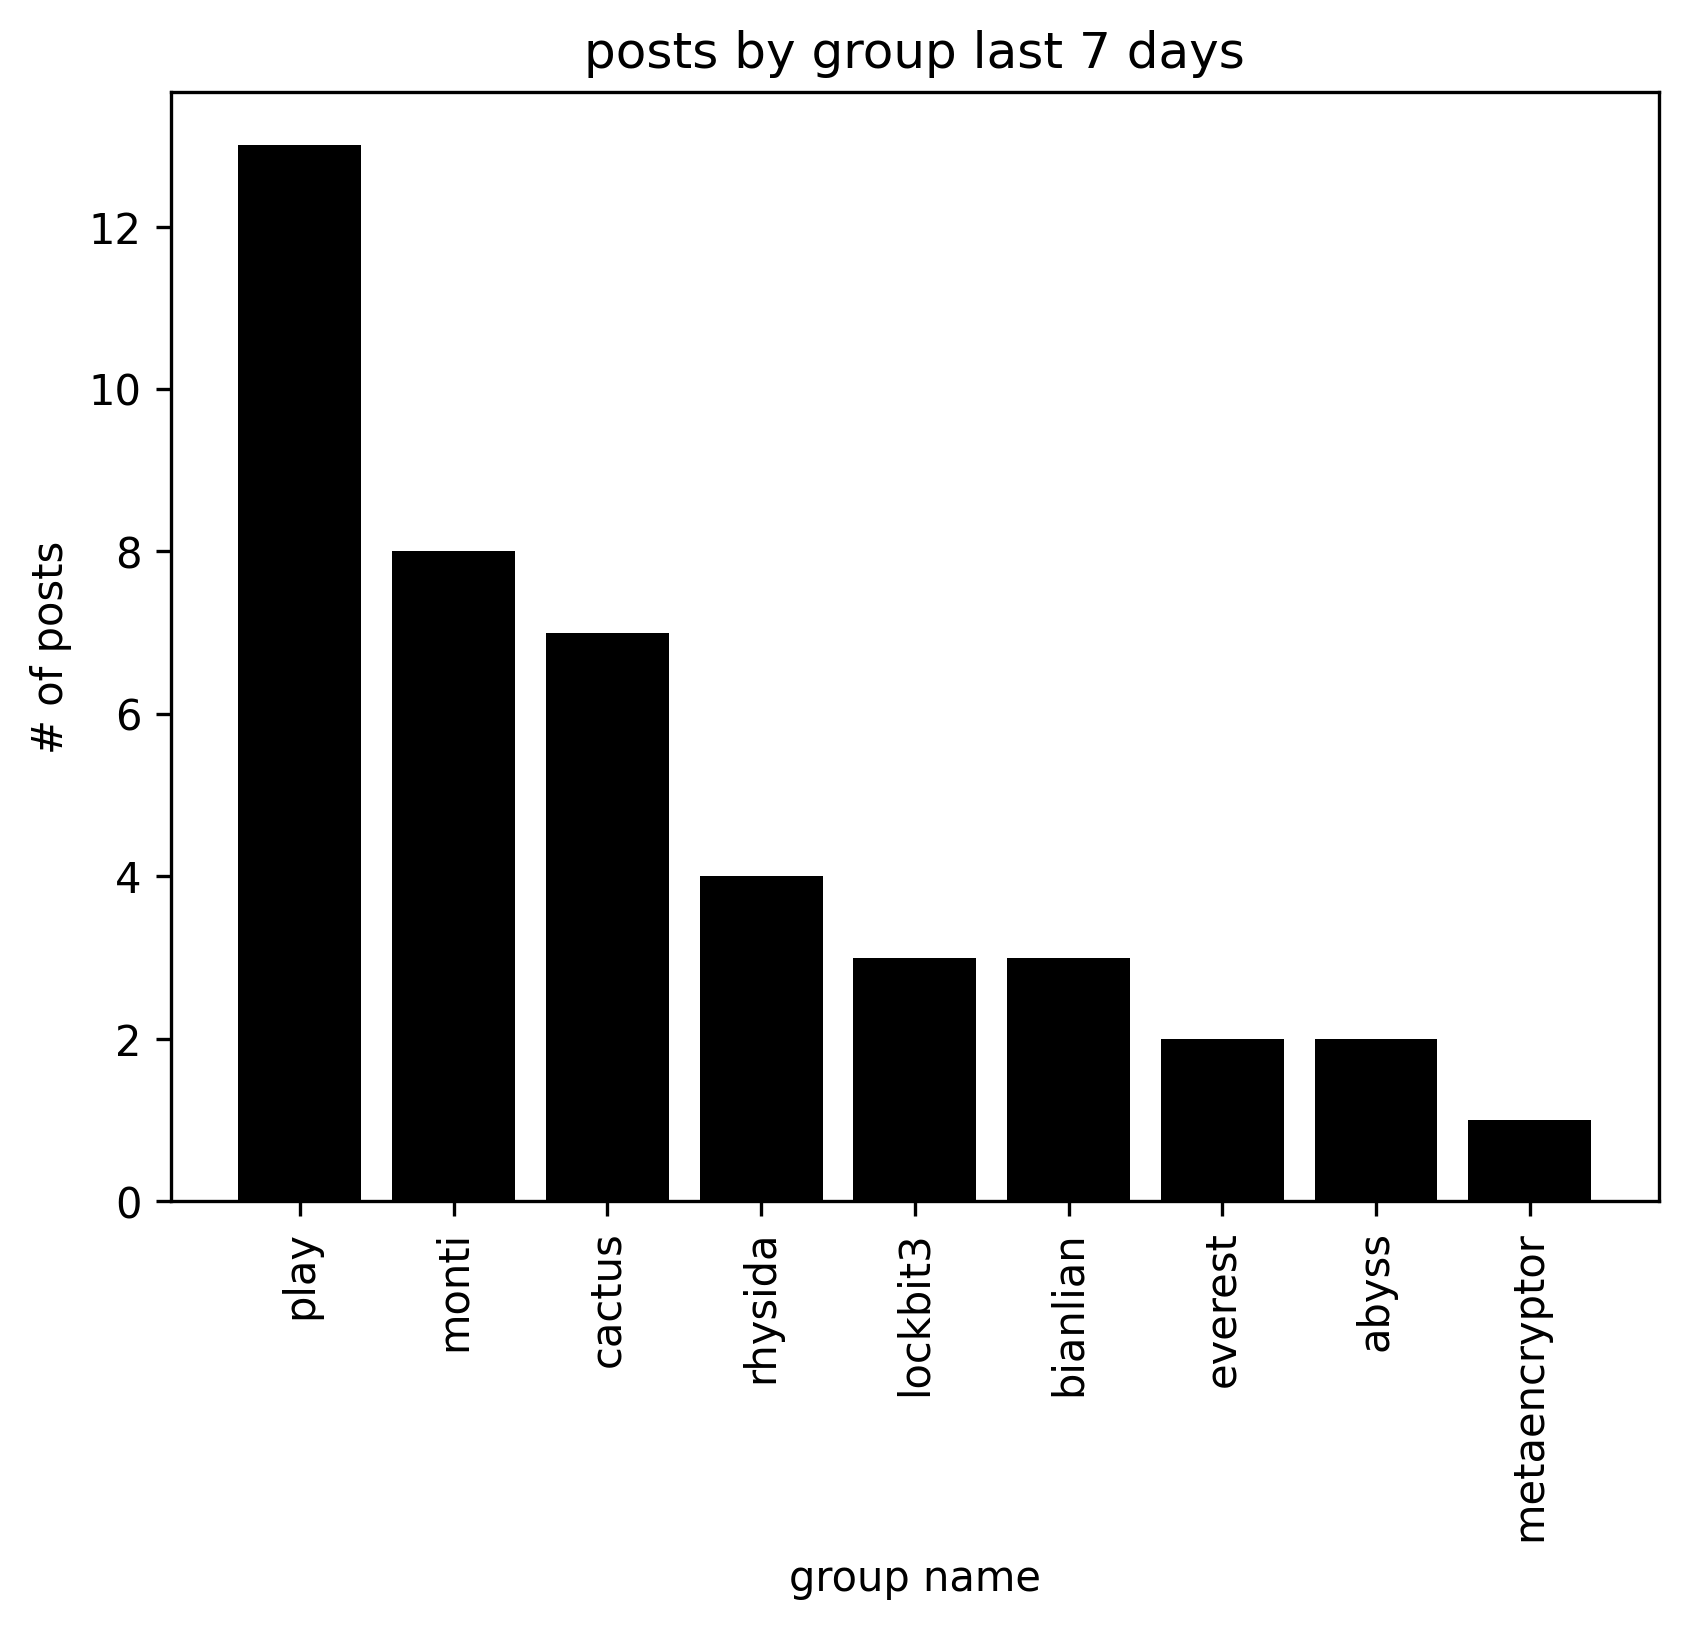 posts by group last 7 days
# of posts
12
10
8
6
4
2
0
play
monti
cactus
rhysida
lockbit3
bianlian
everest
abyss
metaencryptor
group name